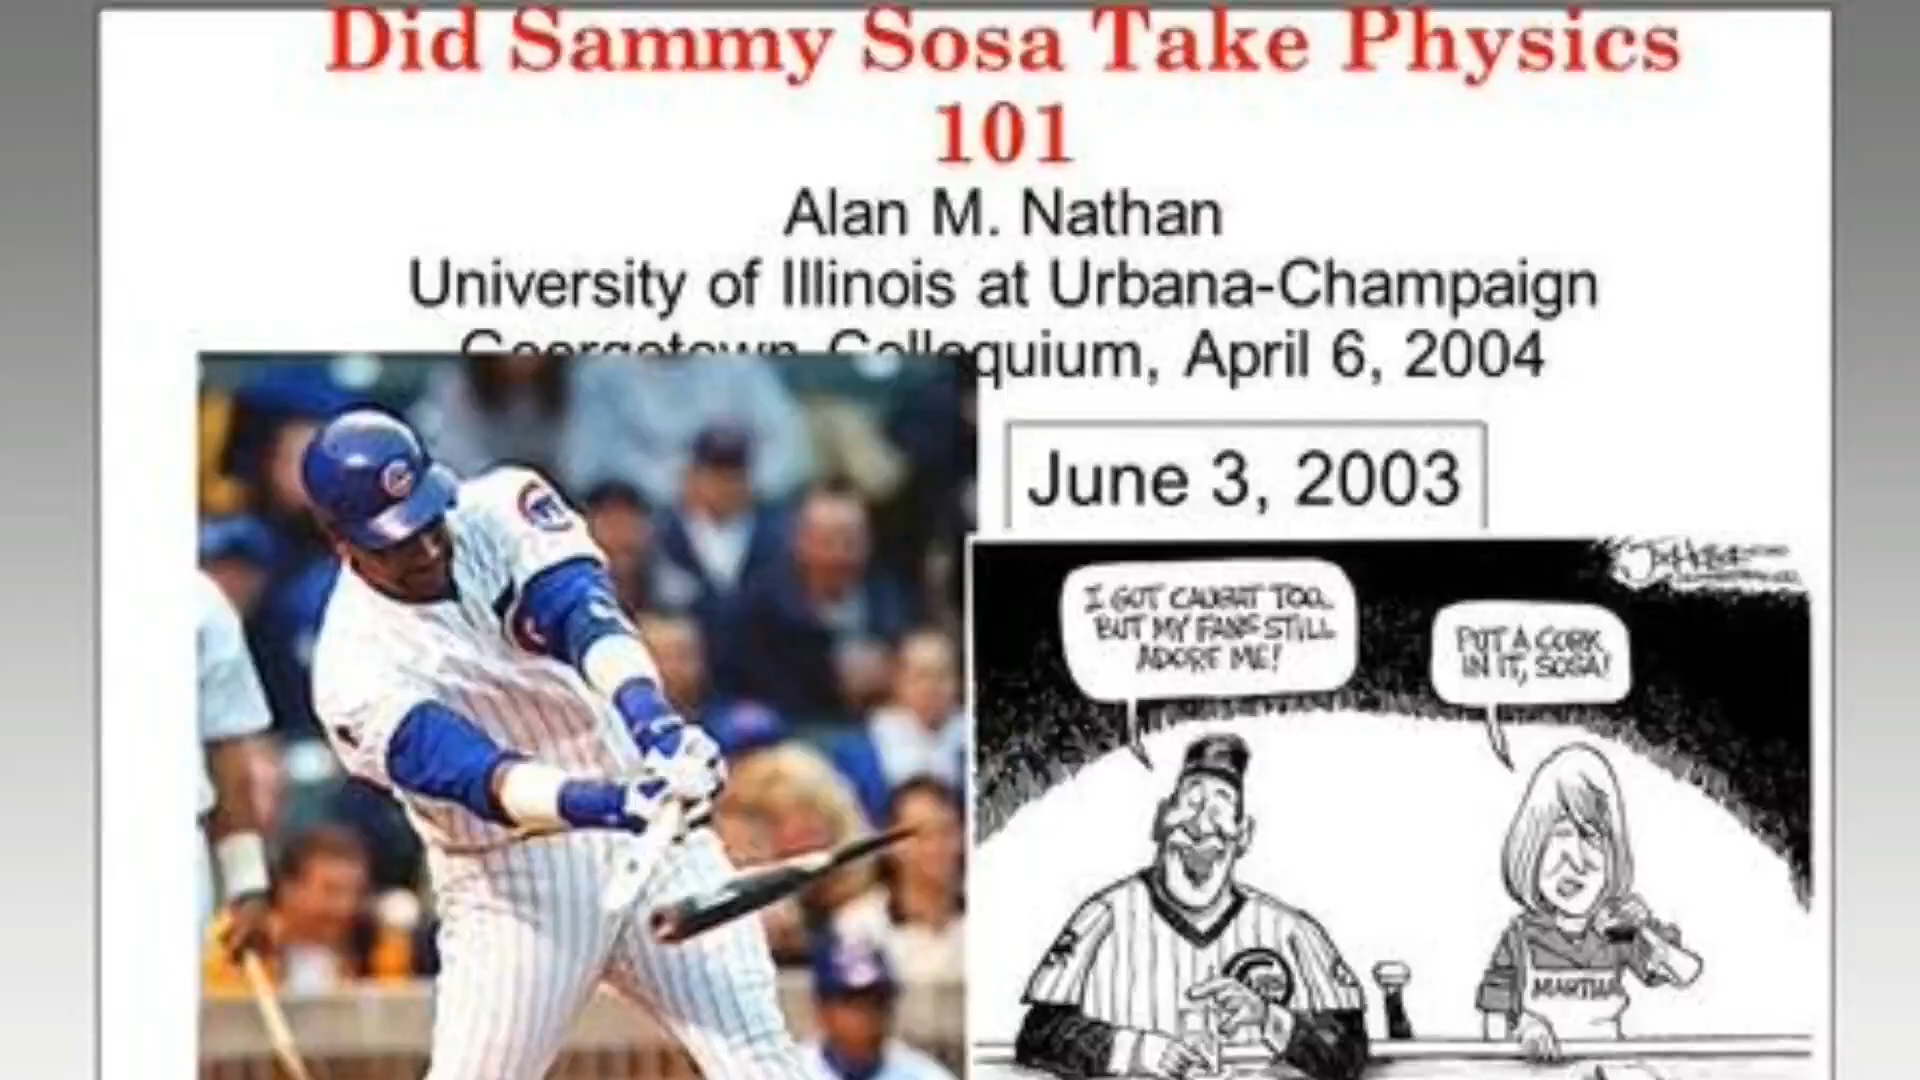 Did Sammy Sosa Take Physics
101
Alan M. Nathan
University of Illinois at Urbana-Champaign
Georgetown Colloquium, April 6, 2004
June 3, 2003
I GOT CAUGHT TOO,
BUT MY FANS STILL
ADORE ME!
PUT A CORK
IN IT, SOSA!
MARTHA